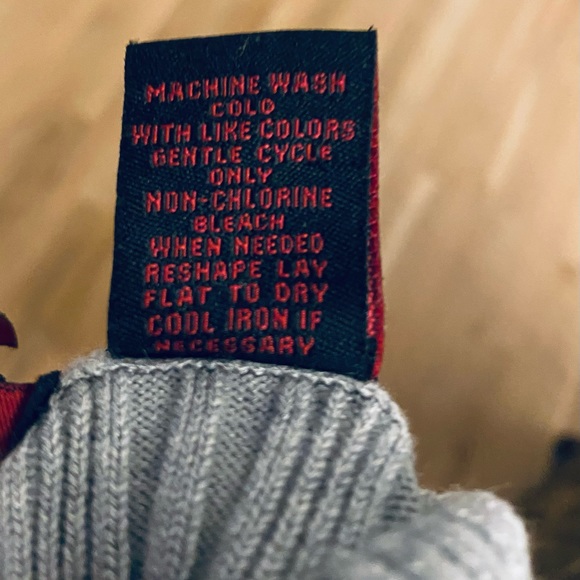 MACHINE WASH
COLD
WITH LIKE COLORS
GENTLE CYCLE
ONLY
NON-CHLORINE
BLEACH
WHEN NEEDED
RESHAPE LAY
FLAT TO DRY
COOL IRON IF
NECESSARY